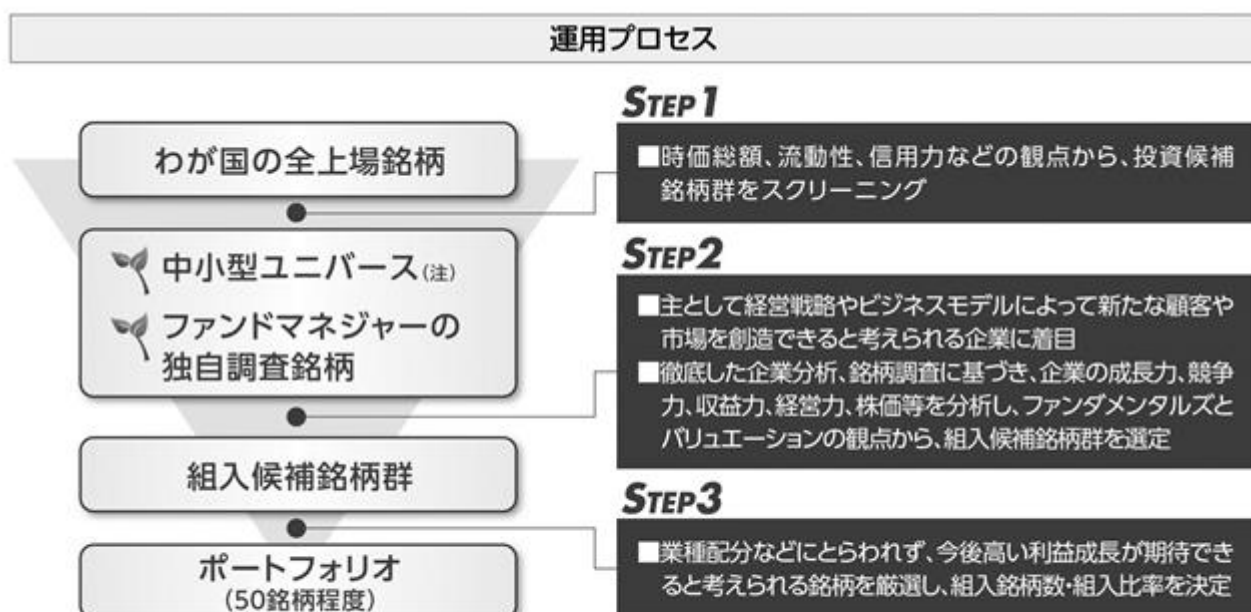 運用プロセス
わが国の全上場銘柄
STEP1
■時価総額、流動性、信用力などの観点から、投資候補
銘柄群をスクリーニング
中小型ユニバース(注)
ファンドマネジャーの
独自調査銘柄
STEP2
■主として経営戦略やビジネスモデルによって新たな顧客や
市場を創造できると考えられる企業に着目
■徹底した企業分析、銘柄調査に基づき、企業の成長力、競争
力、収益力、経営力、株価等を分析し、ファンダメンタルズと
バリュエーションの観点から、組入候補銘柄群を選定
組入候補銘柄群
STEP3
■業種配分などにとらわれず、今後高い利益成長が期待でき
ると考えられる銘柄を厳選し、組入銘柄数・組入比率を決定
ポートフォリオ
(50銘柄程度)